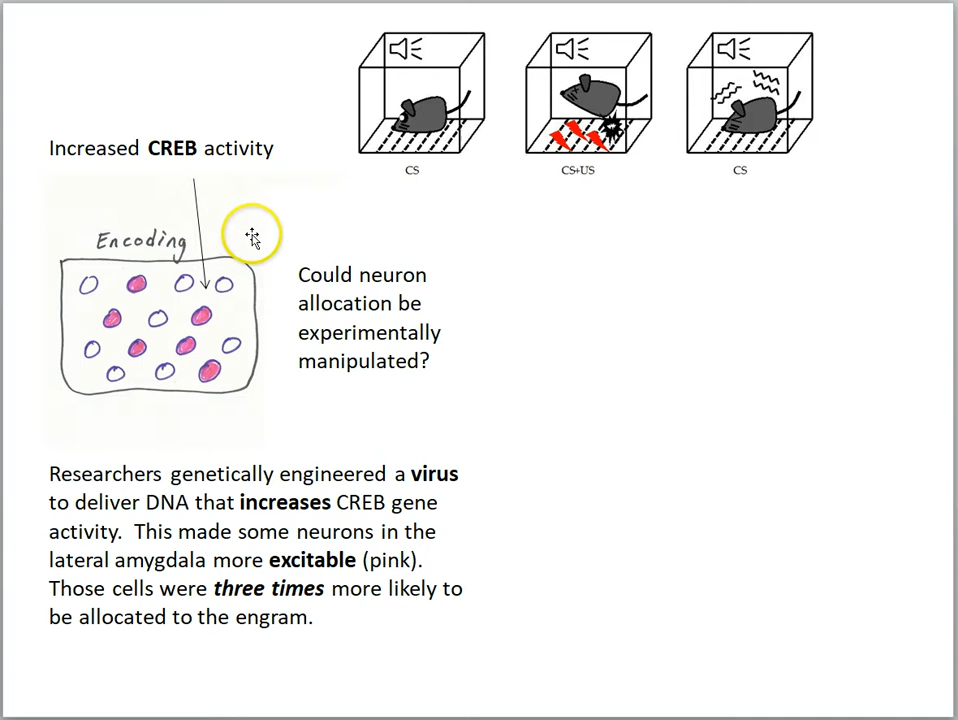 CS
CS+US
CS
Increased CREB activity
Encoding
Could neuron
allocation be
experimentally
manipulated?
Researchers genetically engineered a virus
to deliver DNA that increases CREB gene
activity. This made some neurons in the
lateral amygdala more excitable (pink).
Those cells were three times more likely to
be allocated to the engram.